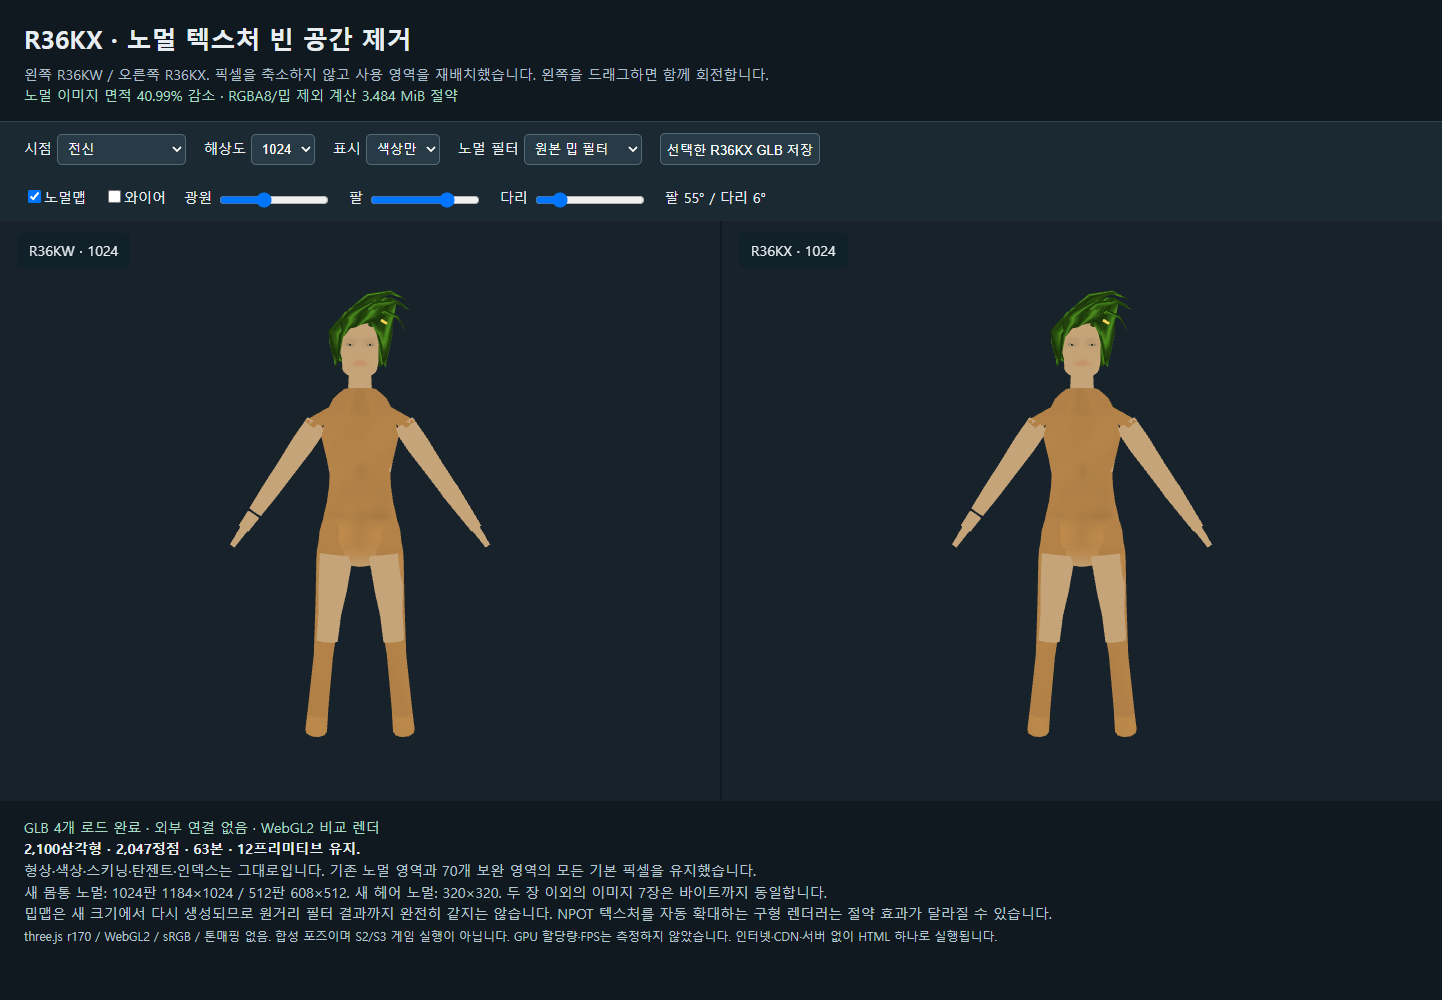 R36KX · 노멀 텍스처 빈 공간 제거
왼쪽 R36KW / 오른쪽 R36KX. 픽셀을 축소하지 않고 사용 영역을 재배치했습니다. 왼쪽을 드래그하면 함께 회전합니다.
노멀 이미지 면적 40.99% 감소 · RGBA8/밉 제외 계산 3.484 MiB 절약
시점 전신 해상도 1024 표시 색상만 노멀 필터 원본 밉 필터 선택한 R36KX GLB 저장
노멀맵 와이어 광원 팔 다리 팔 55° / 다리 6°
R36KW · 1024
R36KX · 1024
GLB 4개 로드 완료 · 외부 연결 없음 · WebGL2 비교 렌더
2,100삼각형 · 2,047정점 · 63본 · 12프리미티브 유지.
형상·색상·스키닝·탄젠트·인덱스는 그대로입니다. 기존 노멀 영역과 70개 보완 영역의 모든 기본 픽셀을 유지했습니다.
새 몸통 노멀: 1024판 1184×1024 / 512판 608×512. 새 헤어 노멀: 320×320. 두 장 이외의 이미지 7장은 바이트까지 동일합니다.
밉맵은 새 크기에서 다시 생성되므로 원거리 필터 결과까지 완전히 같지는 않습니다. NPOT 텍스처를 자동 확대하는 구형 렌더러는 절약 효과가 달라질 수 있습니다.
three.js r170 / WebGL2 / sRGB / 톤매핑 없음. 합성 포즈이며 S2/S3 게임 실행이 아닙니다. GPU 할당량·FPS는 측정하지 않았습니다. 인터넷·CDN·서버 없이 HTML 하나로 실행됩니다.